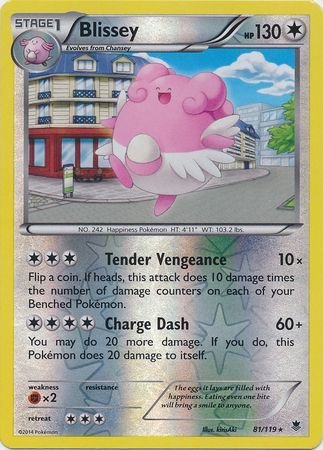 STAGE1
Blissey
HP130
Evolves from Chansey
NO. 242 Happiness Pokémon HT: 4'11" WT: 103.2 lbs.
Tender Vengeance 10×
Flip a coin. If heads, this attack does 10 damage times
the number of damage counters on each of your
Benched Pokémon.
Charge Dash 60+
You may do 20 more damage. If you do, this
Pokémon does 20 damage to itself.
weakness resistance
×2
retreat
The eggs it lays are filled with
happiness. Eating even one bite
will bring a smile to anyone.
©2014 Pokémon
Illus. kirisAki
81/119 ★